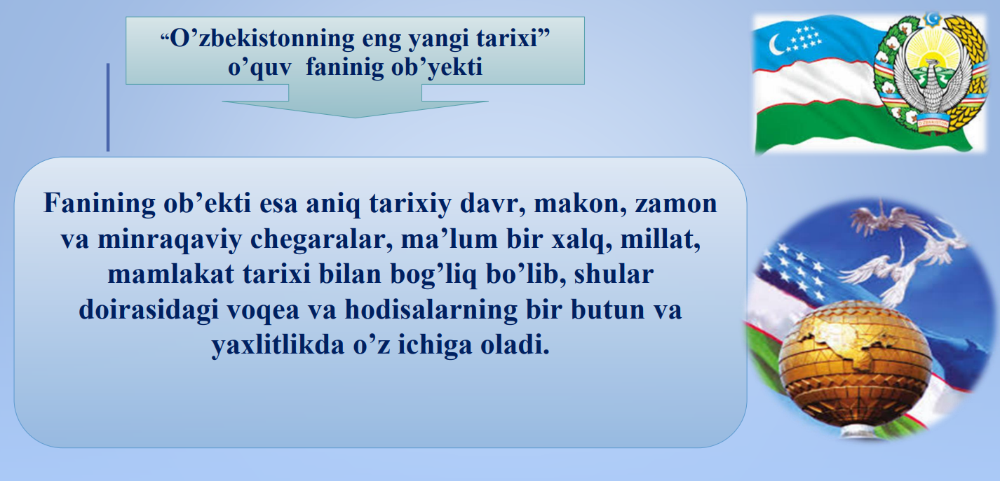 “O’zbekistonning eng yangi tarixi”
o’quv faninig ob’yekti
Fanining ob’ekti esa aniq tarixiy davr, makon, zamon
va minraqaviy chegaralar, ma’lum bir xalq, millat,
mamlakat tarixi bilan bog’liq bo’lib, shular
doirasidagi voqea va hodisalarning bir butun va
yaxlitlikda o’z ichiga oladi.
O’ZBEKISTON